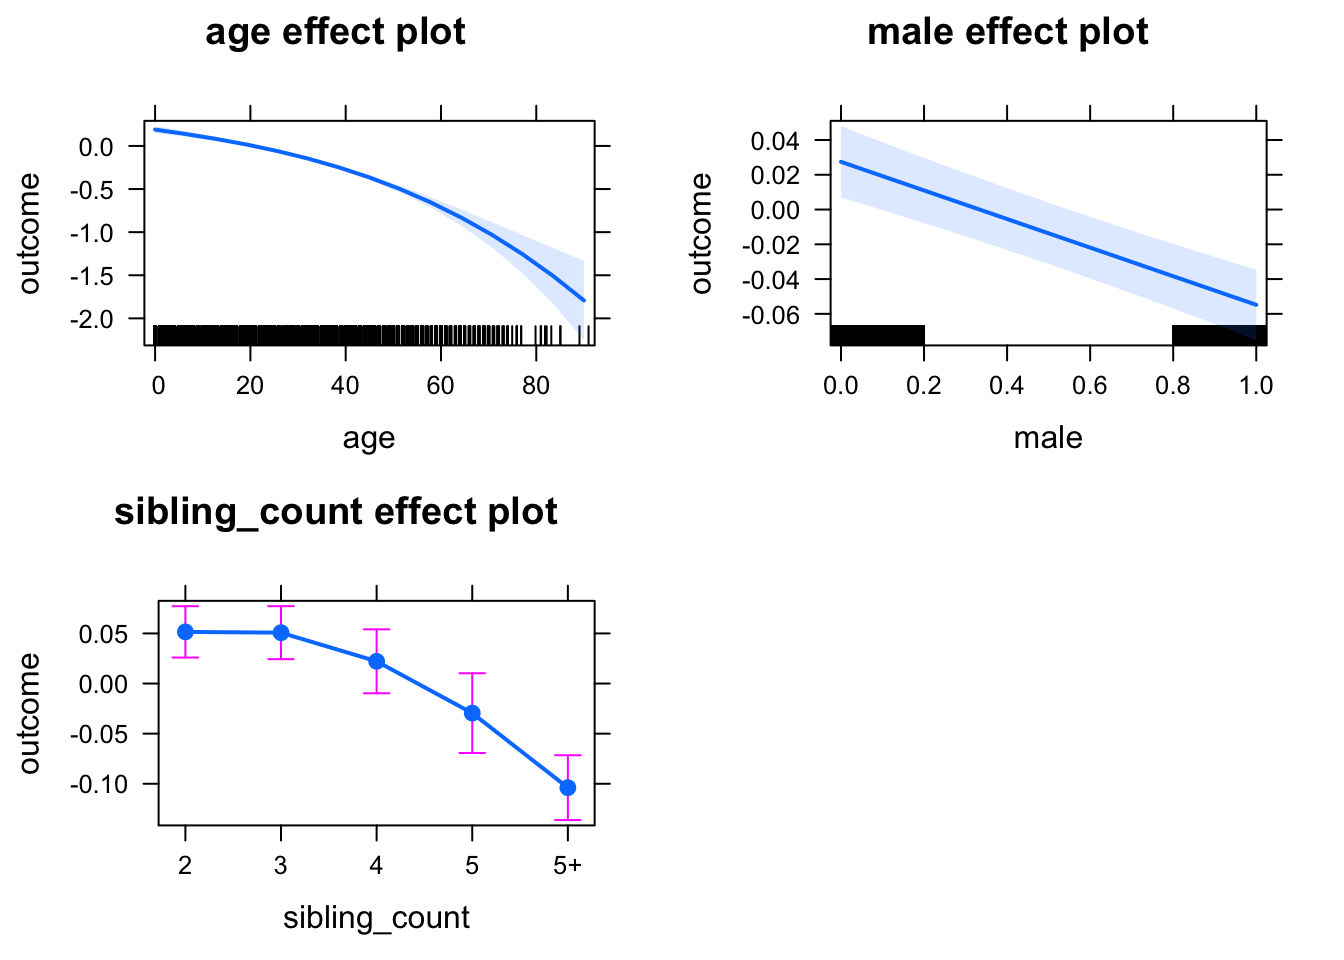 age effect plot
outcome
0.0
-0.5
-1.0
-1.5
-2.0
0 20 40 60 80
age
male effect plot
outcome
0.04
0.02
0.00
-0.02
-0.04
-0.06
0.0 0.2 0.4 0.6 0.8 1.0
male
sibling_count effect plot
outcome
0.05
0.00
-0.05
-0.10
2 3 4 5 5+
sibling_count